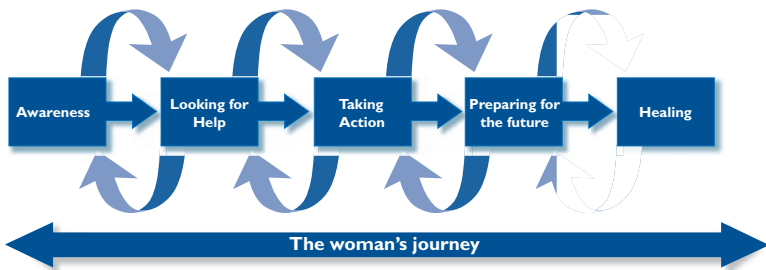 Awareness
Looking for
Help
Taking
Action
Preparing for
the future
Healing
The woman's journey